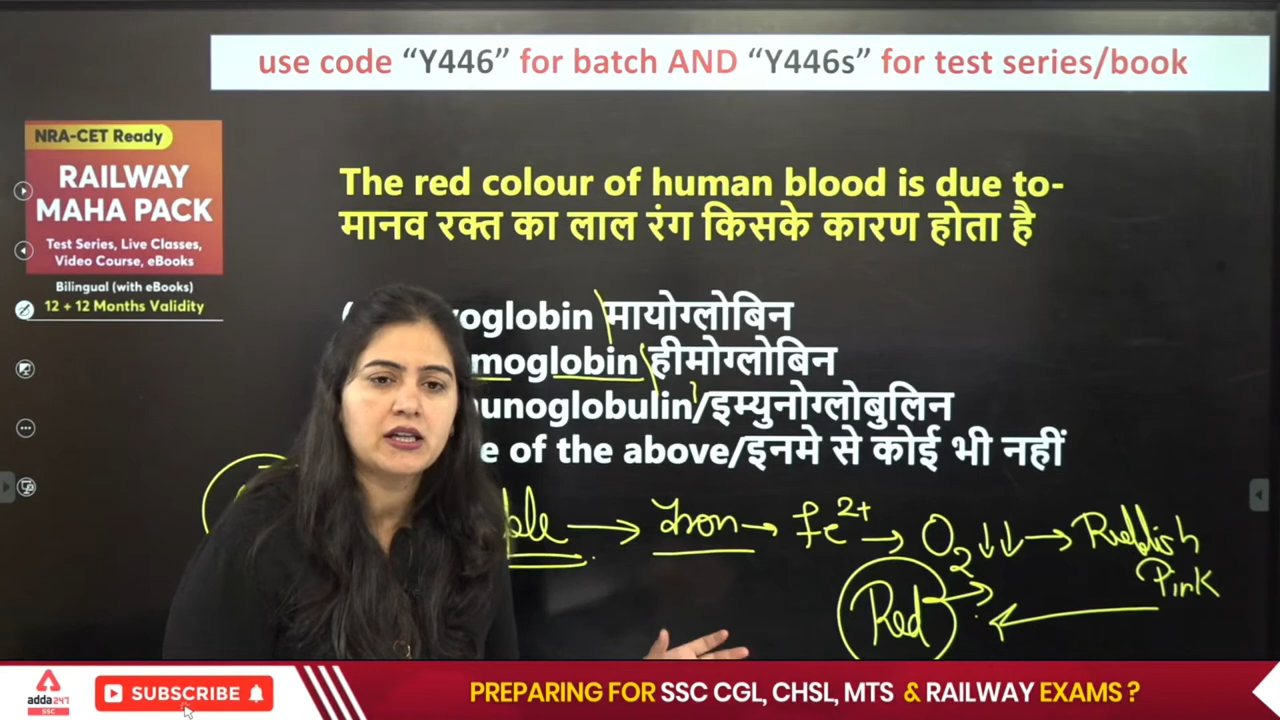 use code “Y446” for batch AND “Y446s” for test series/book
NRA-CET Ready
RAILWAY
MAHA PACK
Test Series, Live Classes,
Video Course, eBooks
Bilingual (with eBooks)
12 + 12 Months Validity
The red colour of human blood is due to-
मानव रक्त का लाल रंग किसके कारण होता है
yoglobin मायोग्लोबिन
moglobin हीमोग्लोबिन
unoglobulin/इम्युनोग्लोबुलिन
e of the above/इनमे से कोई भी नहीं
Iron → fe2+ → O2 ↓↓ → Riddish
Pink
Red
adda247
SSC
SUBSCRIBE
PREPARING FOR SSC CGL, CHSL, MTS & RAILWAY EXAMS ?